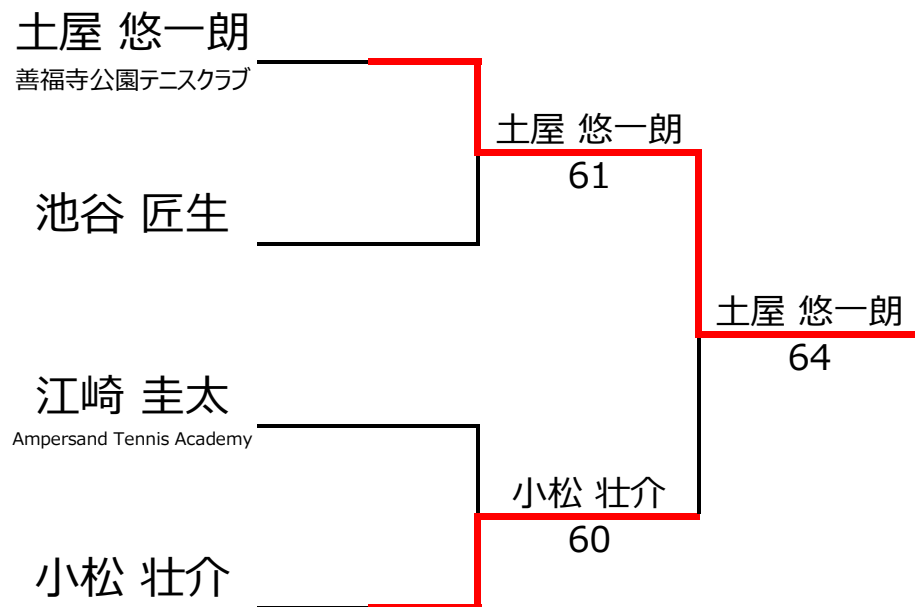 土屋 悠一朗
善福寺公園テニスクラブ
土屋 悠一朗
61
池谷 匠生
土屋 悠一朗
64
江崎 圭太
Ampersand Tennis Academy
小松 壮介
60
小松 壮介